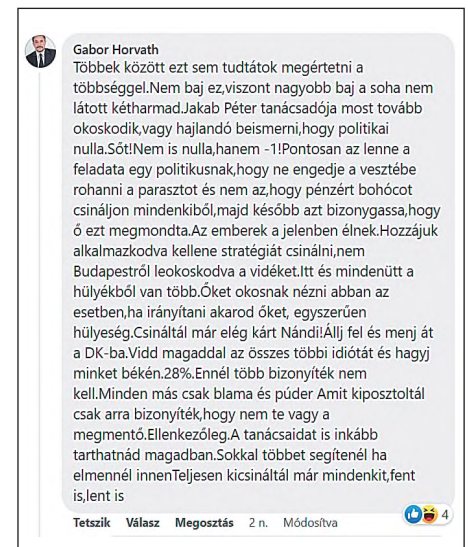 Gabor Horvath
Többek között ezt sem tudtátok megértetni a
többséggel.Nem baj ez,viszont nagyobb baj a soha nem
látott kétharmad.Jakab Péter tanácsadója most tovább
okoskodik,vagy hajlandó beismerni,hogy politikai
nulla.Sőt!Nem is nulla,hanem -1!Pontosan az lenne a
feladata egy politikusnak,hogy ne engedje a vesztébe
rohanni a parasztot és nem az,hogy pénzért bohócot
csináljon mindenkiből,majd később azt bizonygassa,hogy
ő ezt megmondta.Az emberek a jelenben élnek.Hozzájuk
alkalmazkodva kellene stratégiát csinálni,nem
Budapestről leokoskodva a vidéket.Itt és mindenütt a
hülyékből van több.Őket okosnak nézni abban az
esetben,ha irányítani akarod őket, egyszerűen
hülyeség.Csináltál már elég kárt Nándi!Állj fel és menj át
a DK-ba.Vidd magaddal az összes többi idiótát és hagyj
minket békén.28%.Ennél több bizonyíték nem
kell.Minden más csak blama és púder Amit kiposztoltál
csak arra bizonyíték,hogy nem te vagy a
megmentő.Ellenkezőleg.A tanácsaidat is inkább
tarthatnád magadban.Sokkal többet segítenél ha
elmennél innenTeljesen kicsináltál már mindenkit,fent
is,lent is
4
Tetszik Válasz Megosztás 2 n. Módosítva